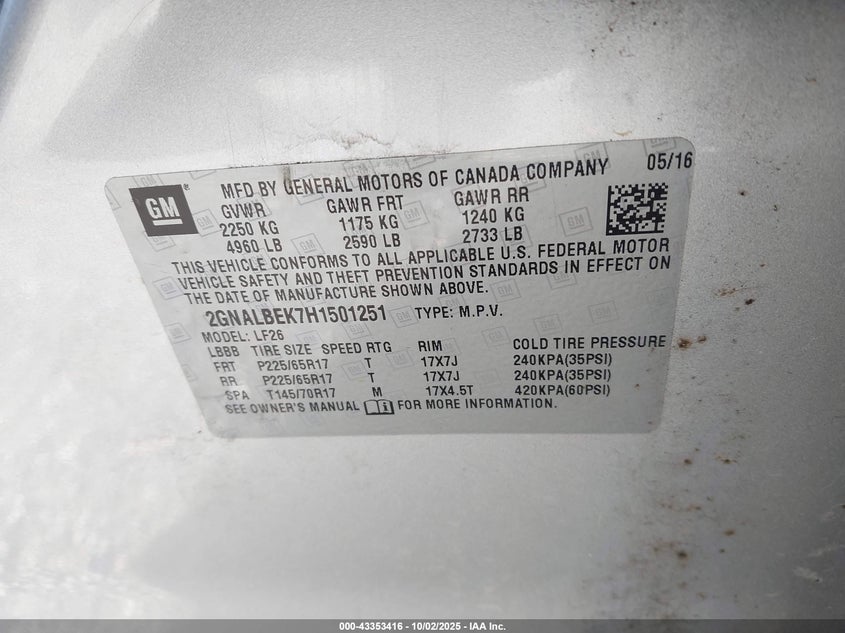 GM
MFD BY GENERAL MOTORS OF CANADA COMPANY 05/16
GVWR GAWR FRT GAWR RR
2250 KG 1175 KG 1240 KG
4960 LB 2590 LB 2733 LB
THIS VEHICLE CONFORMS TO ALL APPLICABLE U.S. FEDERAL MOTOR
VEHICLE SAFETY AND THEFT PREVENTION STANDARDS IN EFFECT ON
THE DATE OF MANUFACTURE SHOWN ABOVE.
2GNALBEK7H1501251 TYPE: M.P.V.
MODEL: LF26
LBBB TIRE SIZE SPEED RTG RIM COLD TIRE PRESSURE
FRT P225/65R17 T 17X7J 240KPA(35PSI)
RR P225/65R17 T 17X7J 240KPA(35PSI)
SPA T145/70R17 M 17X4.5T 420KPA(60PSI)
SEE OWNER'S MANUAL FOR MORE INFORMATION.
000-43353416 - 10/02/2025 - IAA Inc.